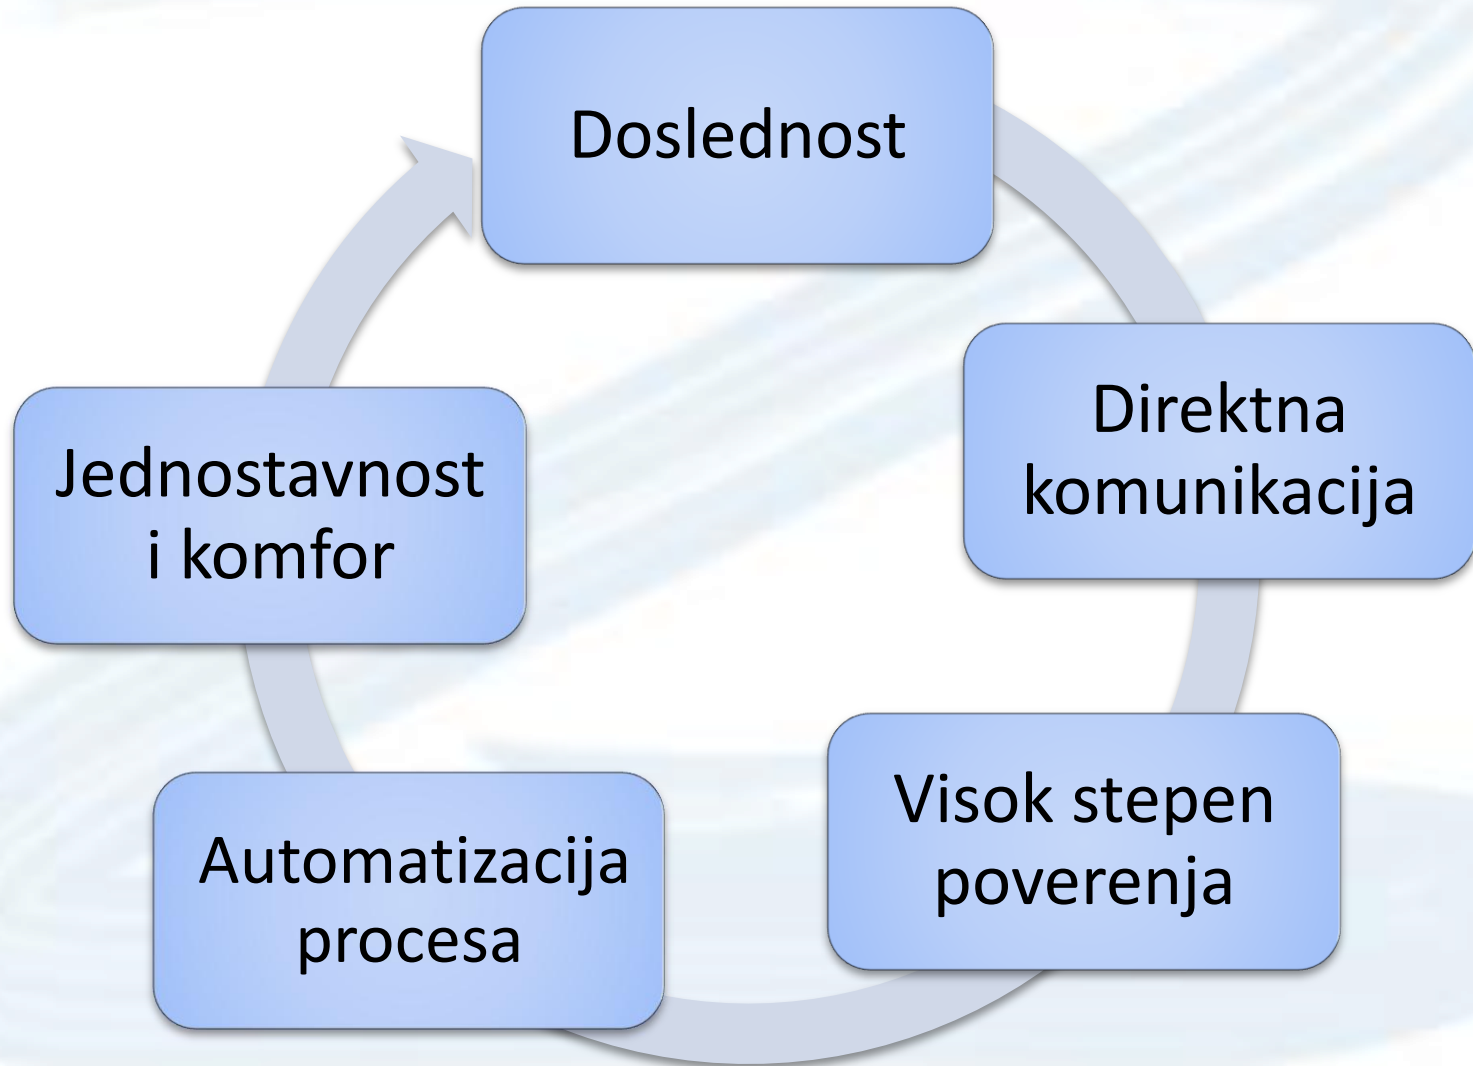 Doslednost
Direktna
komunikacija
Visok stepen
poverenja
Automatizacija
procesa
Jednostavnost
i komfor